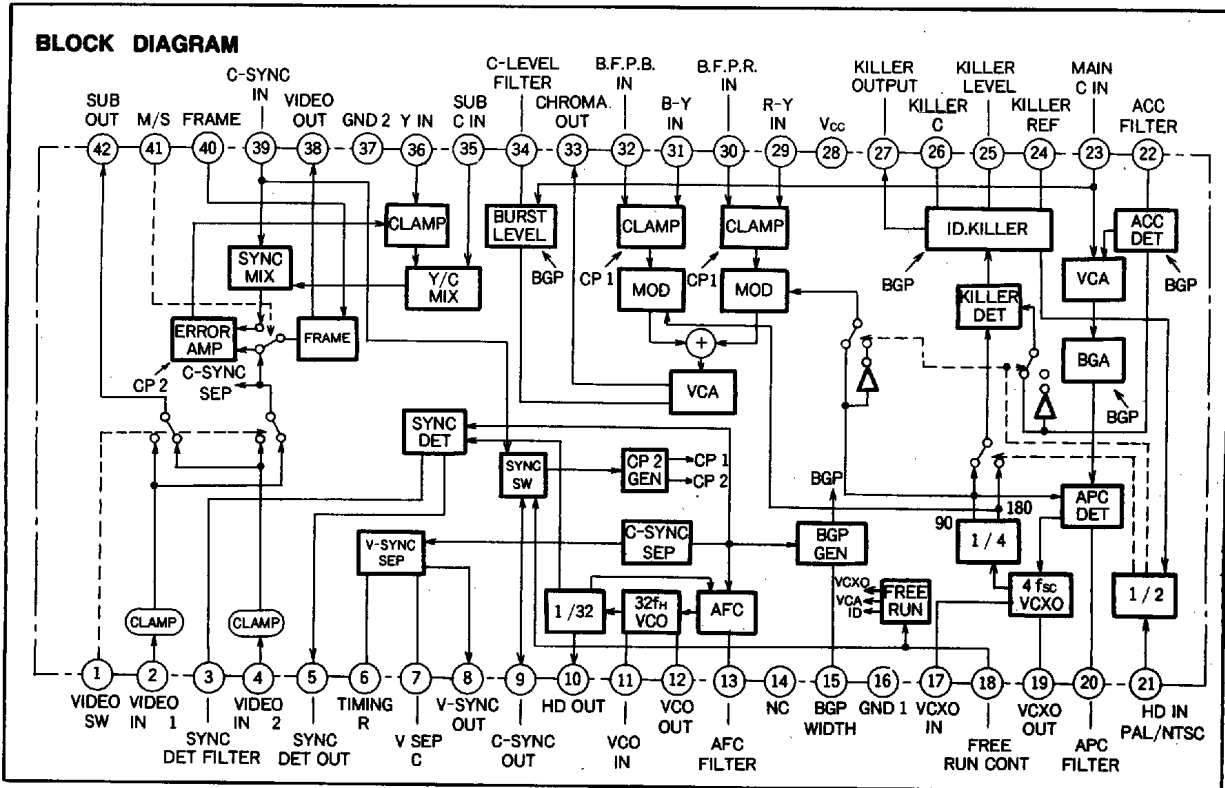 BLOCK DIAGRAM
SUB OUT
M/S
FRAME
C-SYNC IN
VIDEO OUT
GND 2
Y IN
SUB C IN
C-LEVEL FILTER
CHROMA. OUT
B.F.P.B. IN
B-Y IN
B.F.P.R. IN
R-Y IN
Vcc
KILLER OUTPUT
KILLER C
KILLER LEVEL
KILLER REF
MAIN C IN
ACC FILTER
42 41 40 39 38 37 36 35 34 33 32 31 30 29 28 27 26 25 24 23 22
CLAMP
BURST LEVEL
CLAMP
CLAMP
ID.KILLER
ACC DET
SYNC MIX
Y/C MIX
BGP
CP 1
MOD
CP1
MOD
BGP
KILLER DET
VCA
BGP
ERROR AMP
FRAME
+
BGA
CP 2
C-SYNC SEP
VCA
BGP
SYNC DET
SYNC SW
CP 2 GEN
CP 1
CP 2
BGP
90
180
APC DET
V-SYNC SEP
C-SYNC SEP
BGP GEN
1/4
CLAMP
CLAMP
1/32
32fH VCO
AFC
VCXO
VCA
ID
FREE RUN
4 fsc VCXO
1/2
1 2 3 4 5 6 7 8 9 10 11 12 13 14 15 16 17 18 19 20 21
VIDEO SW
VIDEO IN 1
SYNC DET FILTER
VIDEO IN 2
SYNC DET OUT
TIMING R
V SEP C
V-SYNC OUT
C-SYNC OUT
HD OUT
VCO IN
VCO OUT
AFC FILTER
NC
BGP WIDTH
GND 1
VCXO IN
FREE RUN CONT
VCXO OUT
APC FILTER
HD IN PAL/NTSC